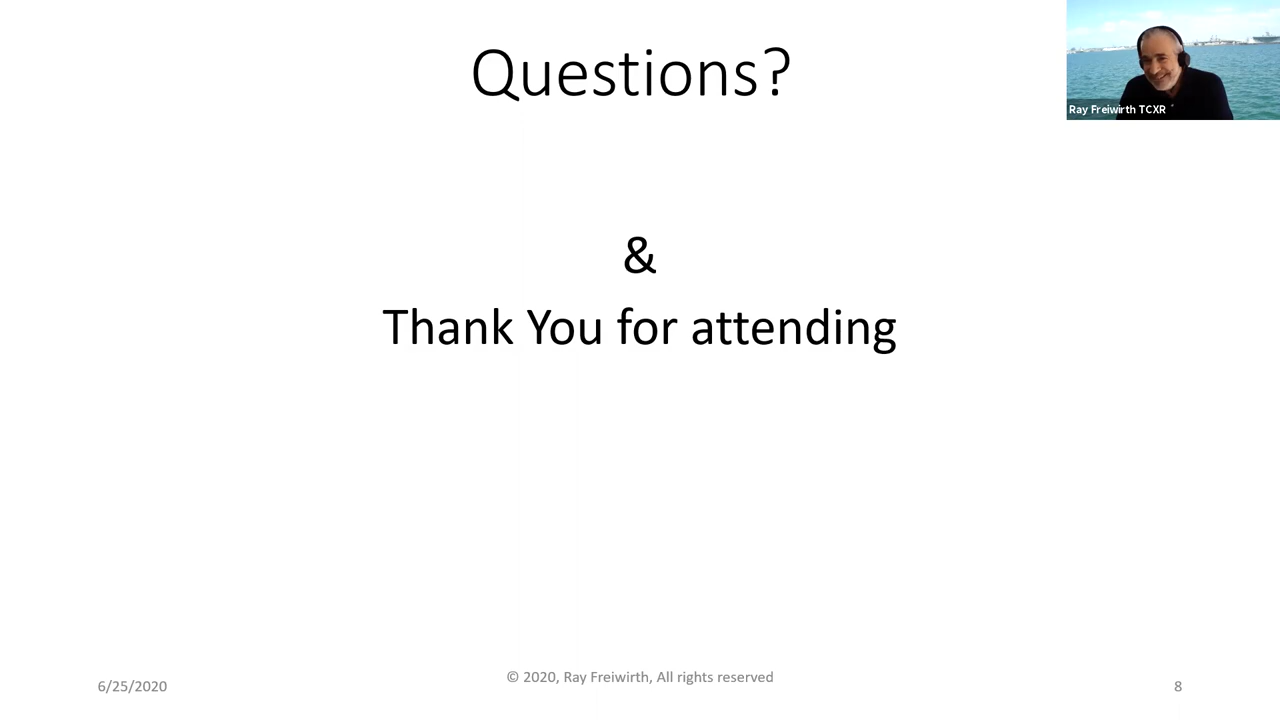 Questions?
Ray Freiwirth TCXR
&
Thank You for attending
6/25/2020
© 2020, Ray Freiwirth, All rights reserved
8